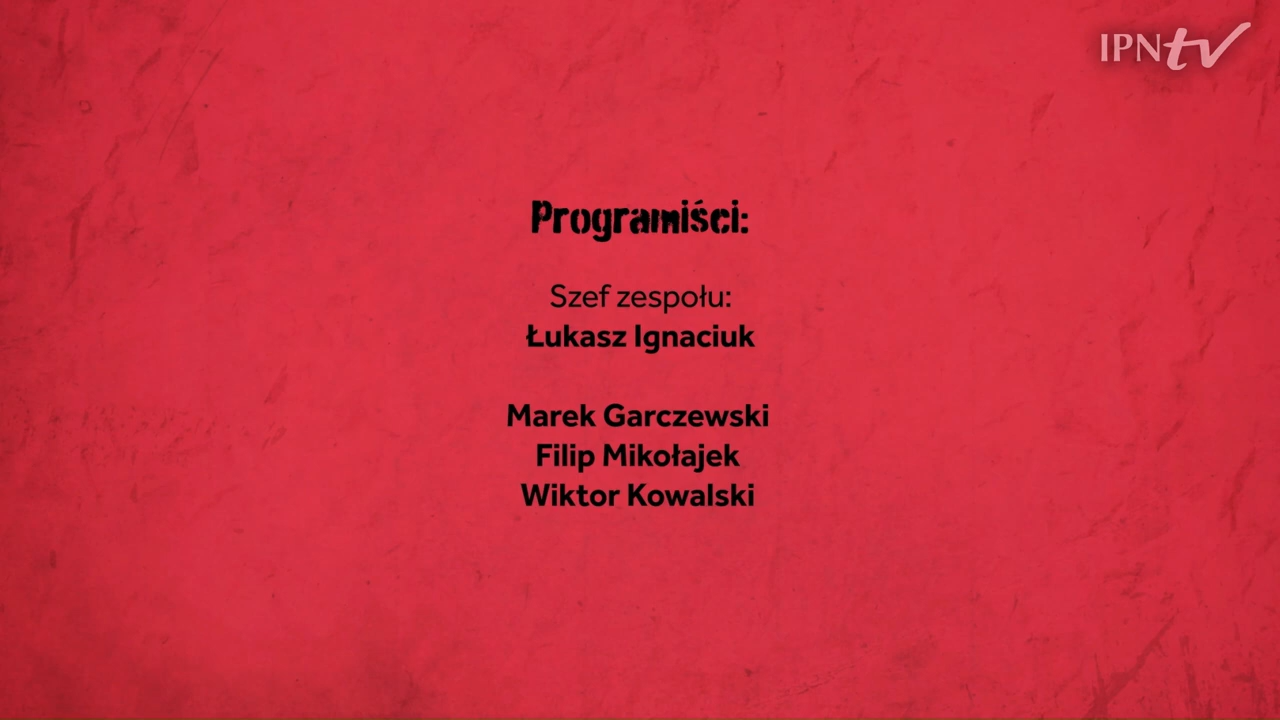 IPNtv
Programiści:
Szef zespołu:
Łukasz Ignaciuk
Marek Garczewski
Filip Mikołajek
Wiktor Kowalski